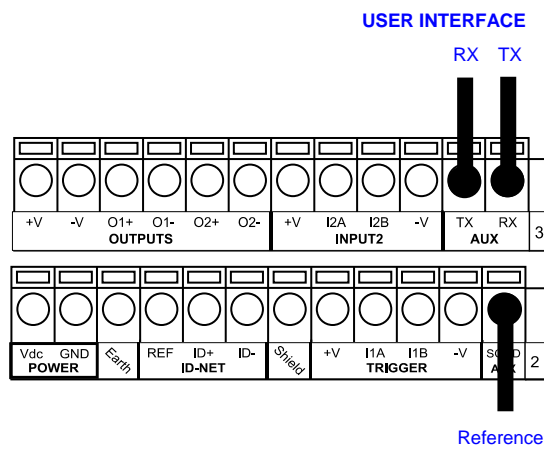 USER INTERFACE
RX TX
+V -V O1+ O1- O2+ O2- +V I2A I2B -V TX RX
OUTPUTS INPUT2 AUX
3
Vdc GND Earth REF ID+ ID- Shield +V I1A I1B -V
POWER ID-NET TRIGGER
2
Reference